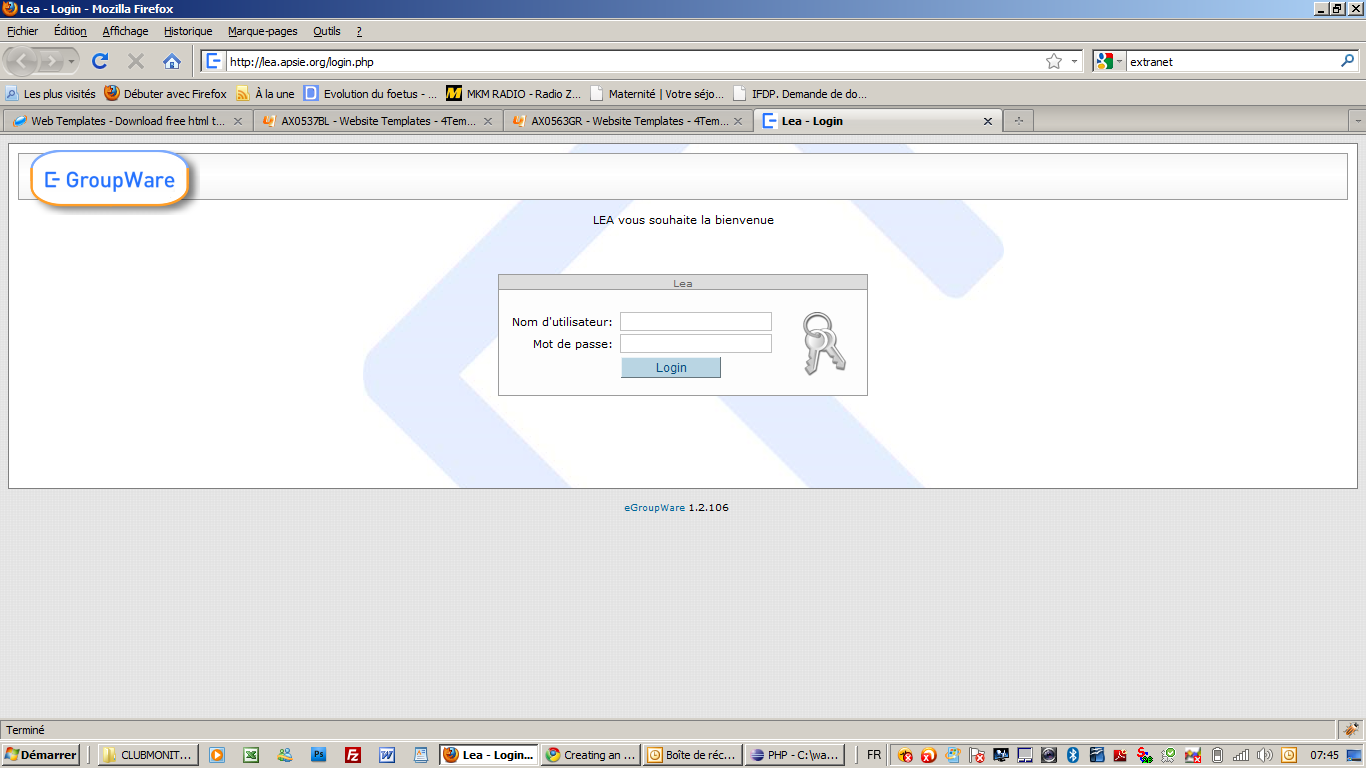 Lea - Login - Mozilla Firefox
Fichier Édition Affichage Historique Marque-pages Outils ?
http://lea.apsie.org/login.php
extranet
Les plus visités Débuter avec Firefox À la une Evolution du foetus - ... MKM RADIO - Radio Z... Maternité | Votre séjo... IFDP. Demande de do...
Web Templates - Download free html t... AX0537BL - Website Templates - 4Tem... AX0563GR - Website Templates - 4Tem... Lea - Login
E GroupWare
LEA vous souhaite la bienvenue
Lea
Nom d'utilisateur:
Mot de passe:
Login
eGroupWare 1.2.106
Terminé
Démarrer CLUBMONIT... Lea - Login... Creating an ... Boîte de réc... PHP - C:\wa... FR 07:45